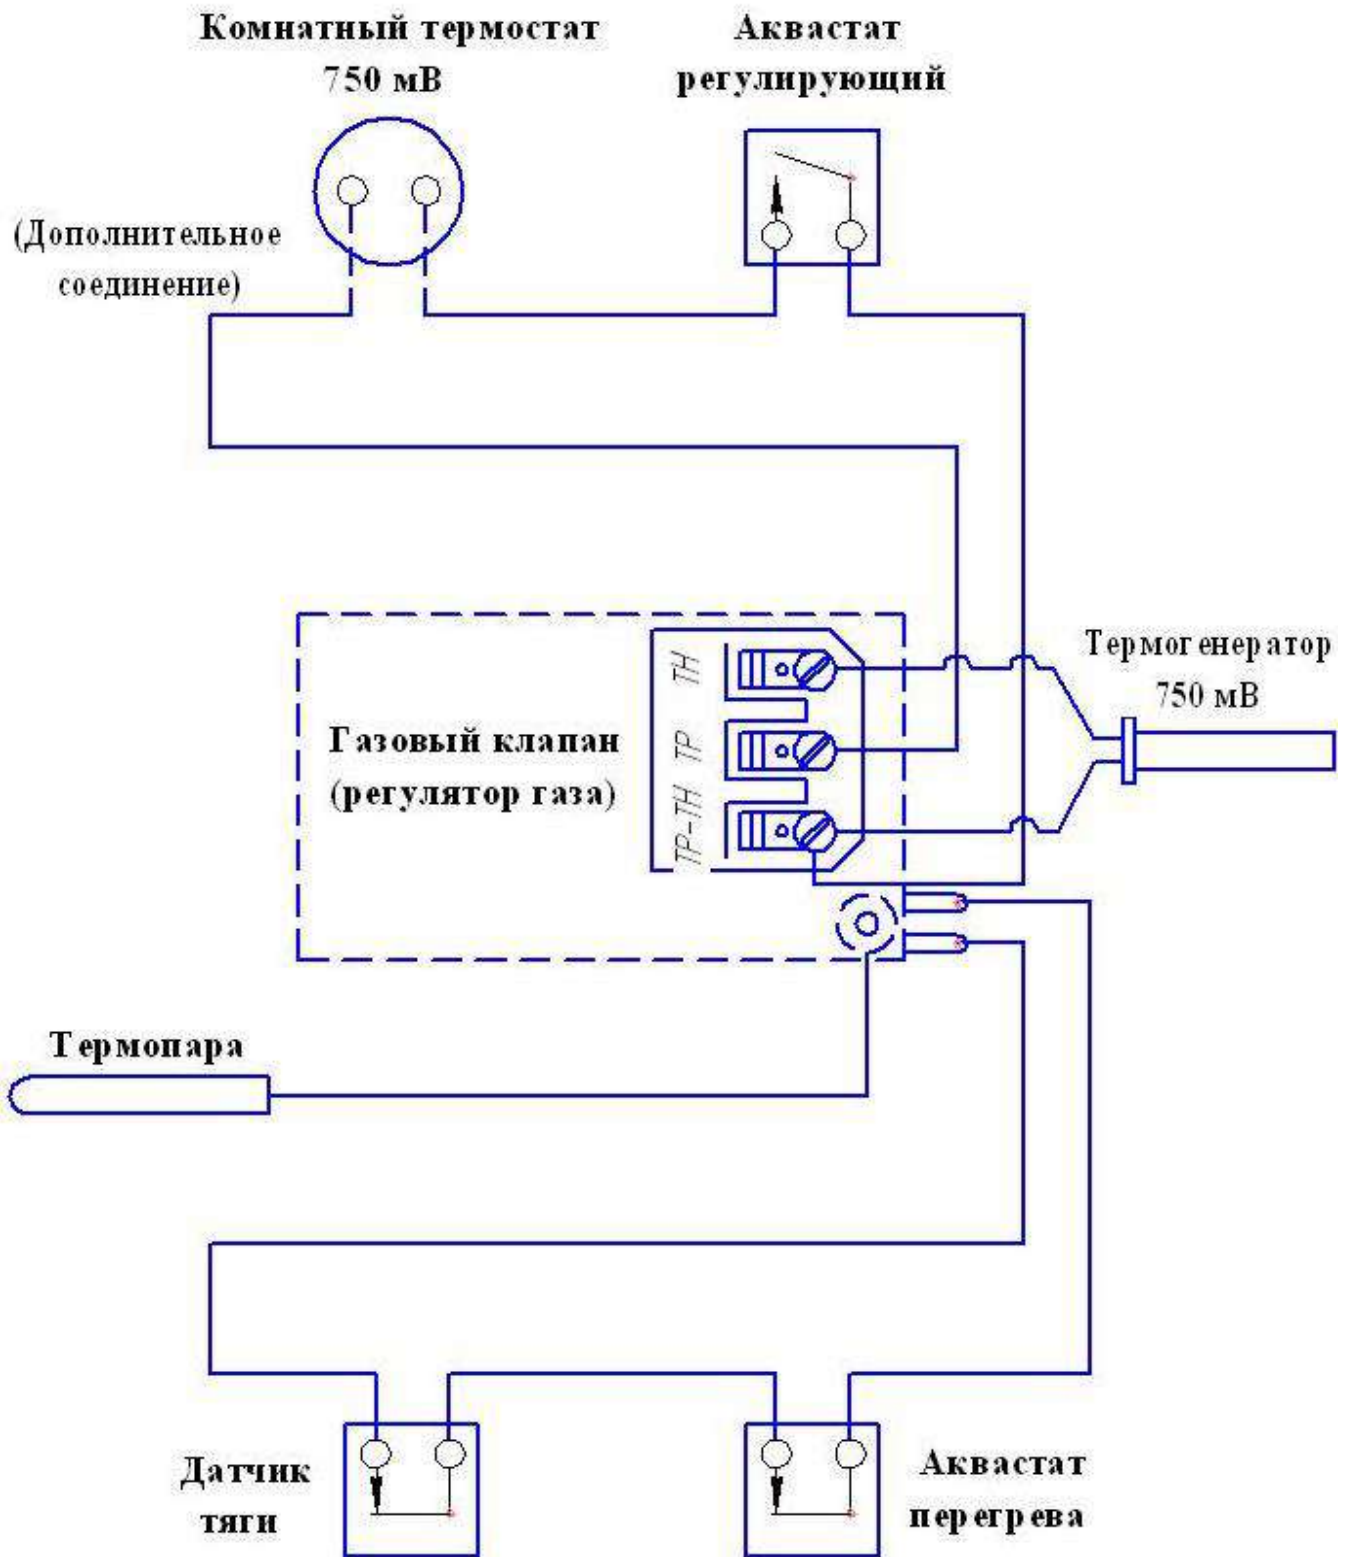 Комнатный термостат
750 мВ
Аквастат
регулирующий
(Дополнительное
соединение)
Термогенератор
750 мВ
Газовый клапан
(регулятор газа)
TH
TP
TP-TH
Термопара
Датчик
тяги
Аквастат
перегрева